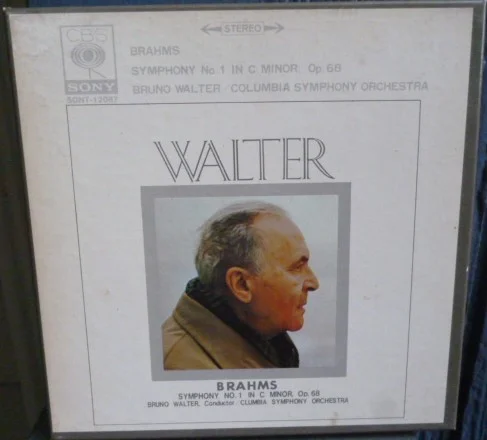 STEREO
CBS
SONY
SONT-12087
BRAHMS
SYMPHONY No. 1 IN C MINOR. Op. 68
BRUNO WALTER / COLUMBIA SYMPHONY ORCHESTRA
WALTER
BRAHMS
SYMPHONY NO. 1 IN C MINOR. Op. 68
BRUNO WALTER, Conductor CLUMBIA SYMPHONY ORCHESTRA